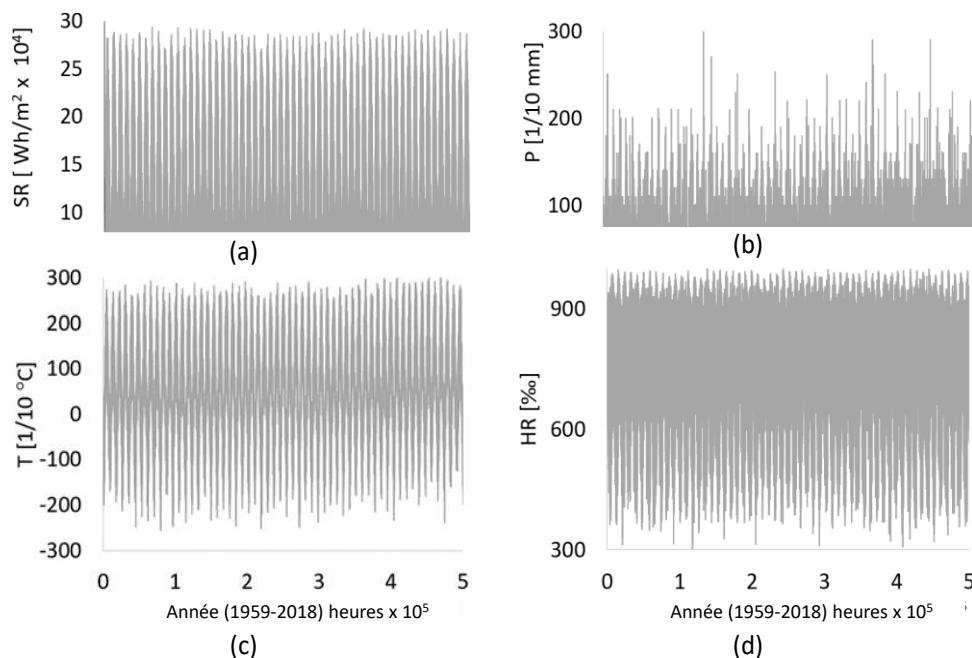 30
25
20
15
10
SR [ Wh/m² x 10⁴]
(a)
300
200
100
P [1/10 mm]
(b)
300
200
100
0
-100
-200
-300
T [1/10 °C]
0 1 2 3 4 5
Année (1959-2018) heures x 10⁵
(c)
900
600
300
HR [‰]
0 1 2 3 4 5
Année (1959-2018) heures x 10⁵
(d)